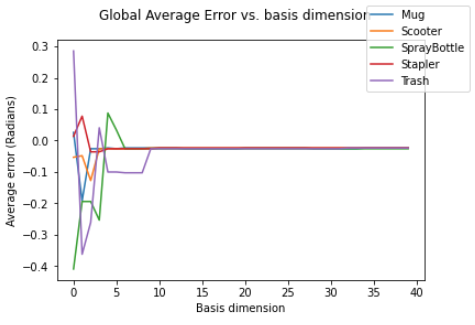 Global Average Error vs. basis dimension
Mug
Scooter
SprayBottle
Stapler
Trash
Average error (Radians)
0.3
0.2
0.1
0.0
−0.1
−0.2
−0.3
−0.4
0 5 10 15 20 25 30 35 40
Basis dimension